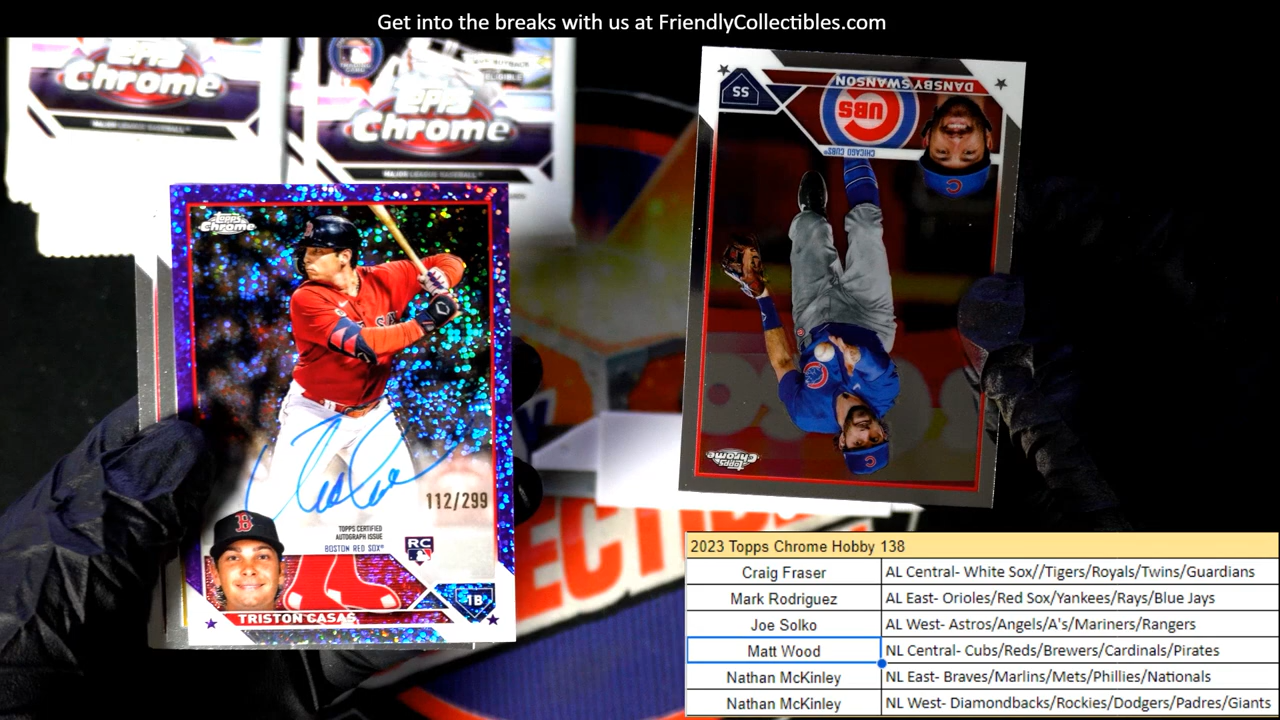 Get into the breaks with us at FriendlyCollectibles.com
Topps
Chrome
MAJOR LEAGUE BASEBALL
Topps
Chrome
MAJOR LEAGUE BASEBALL
Topps
Chrome
112/299
TOPPS CERTIFIED
AUTOGRAPH ISSUE
BOSTON RED SOX®
RC
B
TRISTON CASAS
1B
SS
DANSBY SWANSON
CUBS
CHICAGO CUBS®
Topps
Chrome
2023 Topps Chrome Hobby 138
Craig Fraser AL Central- White Sox//Tigers/Royals/Twins/Guardians
Mark Rodriguez AL East- Orioles/Red Sox/Yankees/Rays/Blue Jays
Joe Solko AL West- Astros/Angels/A's/Mariners/Rangers
Matt Wood NL Central- Cubs/Reds/Brewers/Cardinals/Pirates
Nathan McKinley NL East- Braves/Marlins/Mets/Phillies/Nationals
Nathan McKinley NL West- Diamondbacks/Rockies/Dodgers/Padres/Giants